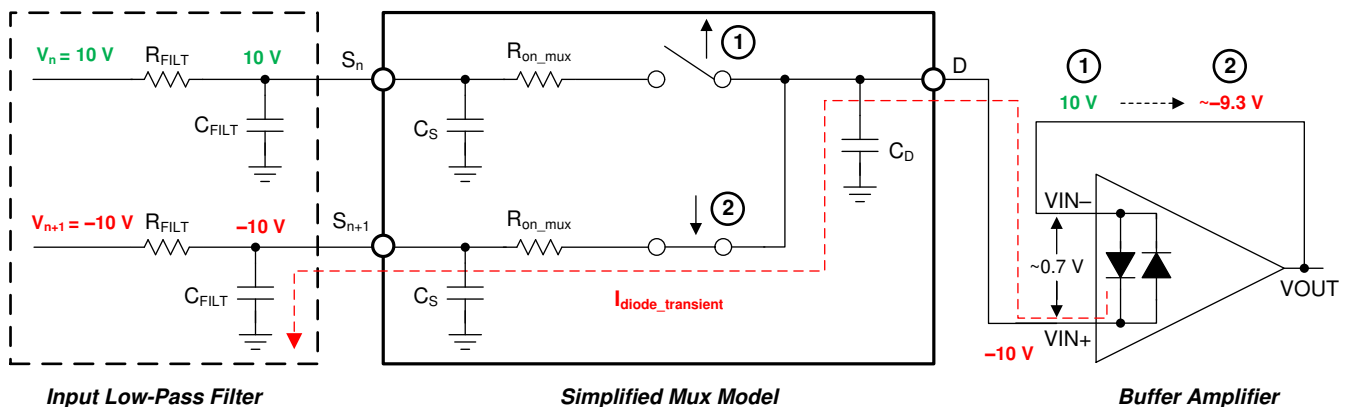 Vn = 10 V
RFILT
10 V
Sn
Ron_mux
1
D
1
2
10 V
~–9.3 V
CFILT
CS
CD
Vn+1 = –10 V
RFILT
–10 V
Sn+1
Ron_mux
2
VIN–
~0.7 V
CFILT
CS
Idiode_transient
VOUT
VIN+
–10 V
Input Low-Pass Filter
Simplified Mux Model
Buffer Amplifier